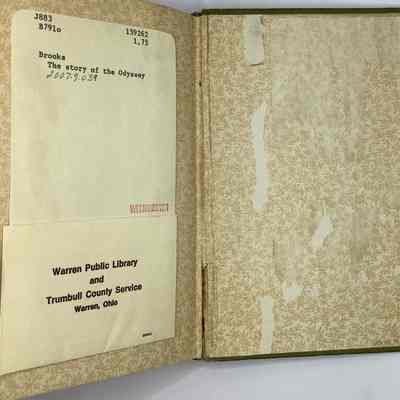 J883
B791o 139262
1.75
Brooks
The story of the Odyssey
2007.9.039
WITHDRAWN
Warren Public Library
and
Trumbull County Service
Warren, Ohio